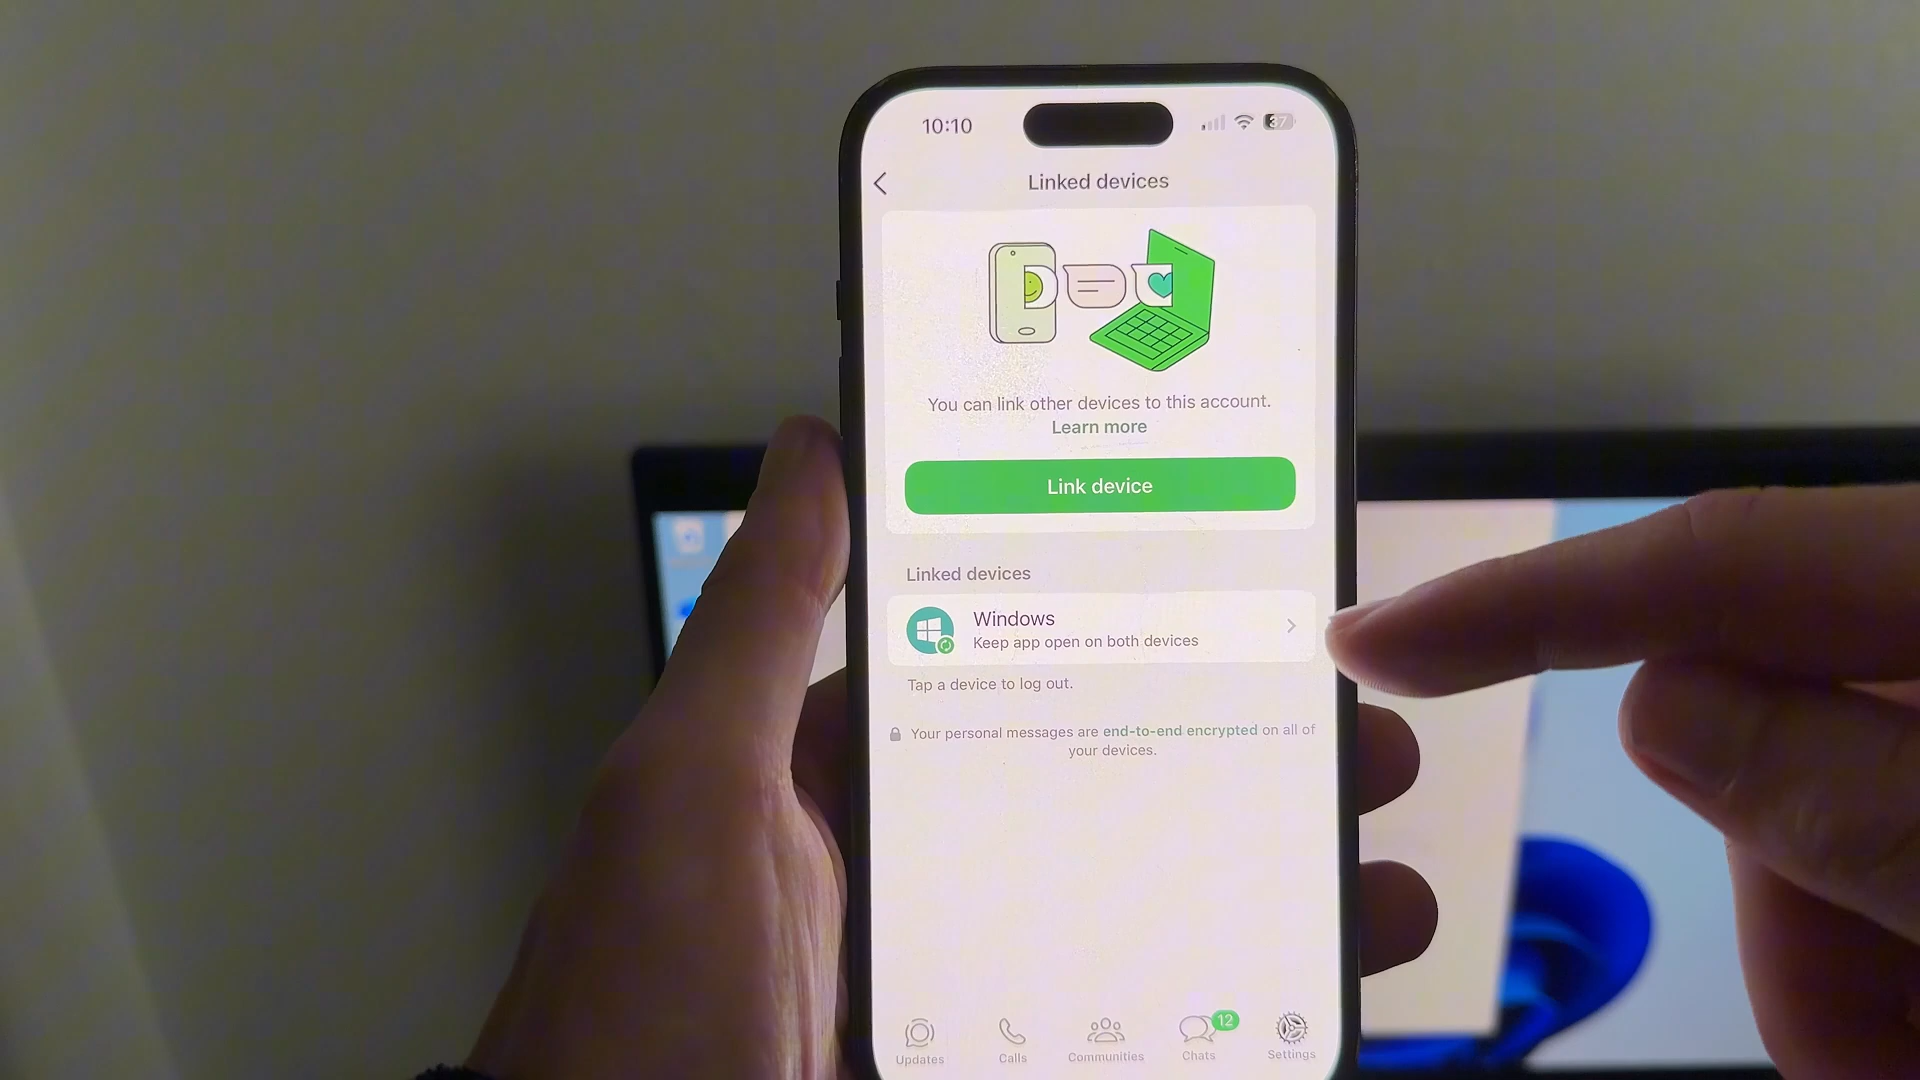 10:10
37
Linked devices
You can link other devices to this account.
Learn more
Link device
Linked devices
Windows
Keep app open on both devices
Tap a device to log out.
Your personal messages are end-to-end encrypted on all of
your devices.
12
Updates
Calls
Communities
Chats
Settings